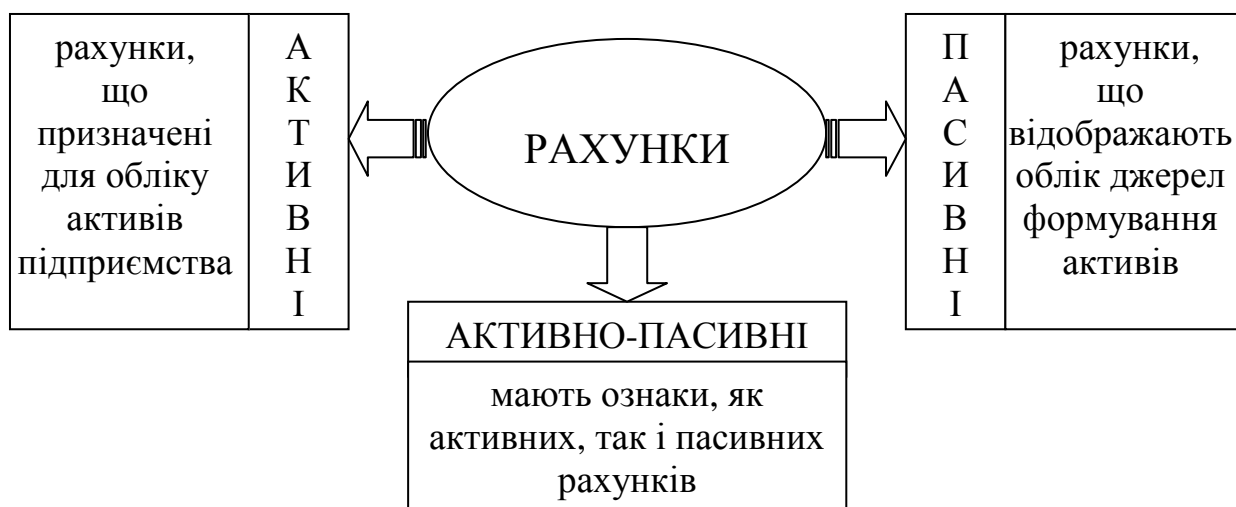 рахунки,
що
призначені
для обліку
активів
підприємства
А
К
Т
И
В
Н
І
РАХУНКИ
П
А
С
И
В
Н
І
рахунки,
що
відображають
облік джерел
формування
активів
АКТИВНО-ПАСИВНІ
мають ознаки, як
активних, так і пасивних
рахунків